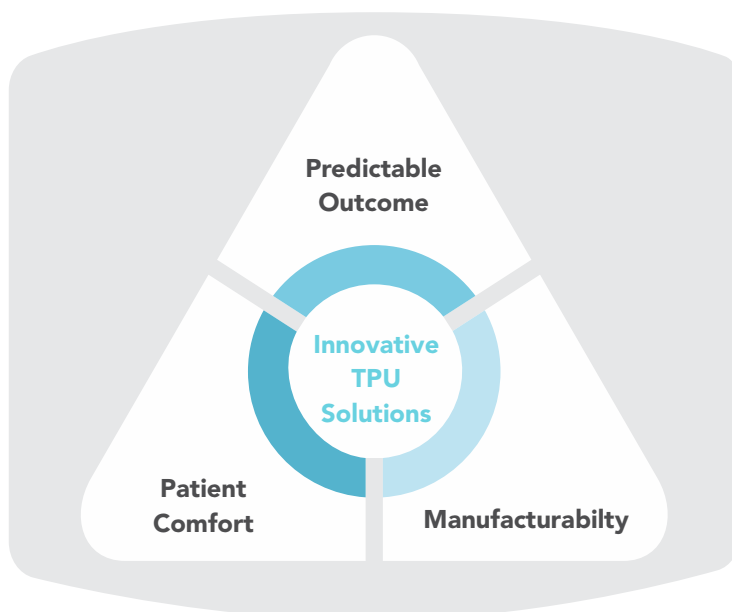 Predictable
Outcome
Innovative
TPU
Solutions
Patient
Comfort
Manufacturabilty